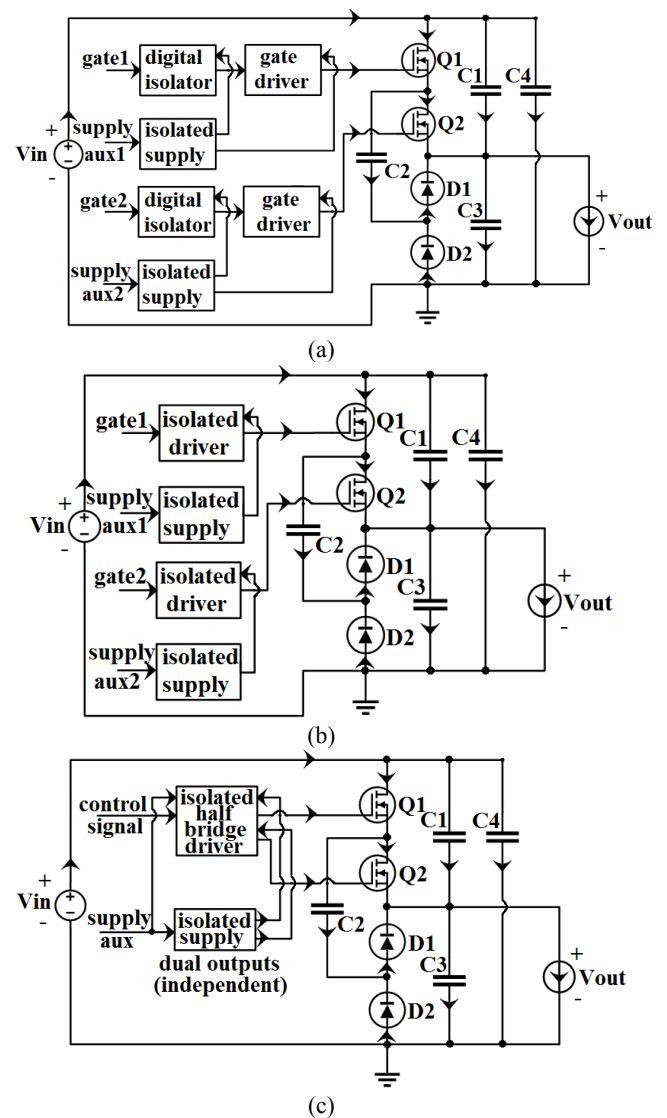 gate1
digital
isolator
gate
driver
Q1
C1
C4
supply
aux1
isolated
supply
Q2
+
Vin
-
C2
gate2
digital
isolator
gate
driver
D1
C3
+
Vout
-
supply
aux2
isolated
supply
D2
(a)
gate1
isolated
driver
Q1
C1
C4
supply
aux1
isolated
supply
Q2
+
Vin
-
C2
gate2
isolated
driver
D1
C3
+
Vout
-
supply
aux2
isolated
supply
D2
(b)
control
signal
isolated
half
bridge
driver
Q1
C1
C4
Q2
+
Vin
-
supply
aux
isolated
supply
dual outputs
(independent)
C2
D1
C3
+
Vout
-
D2
(c)